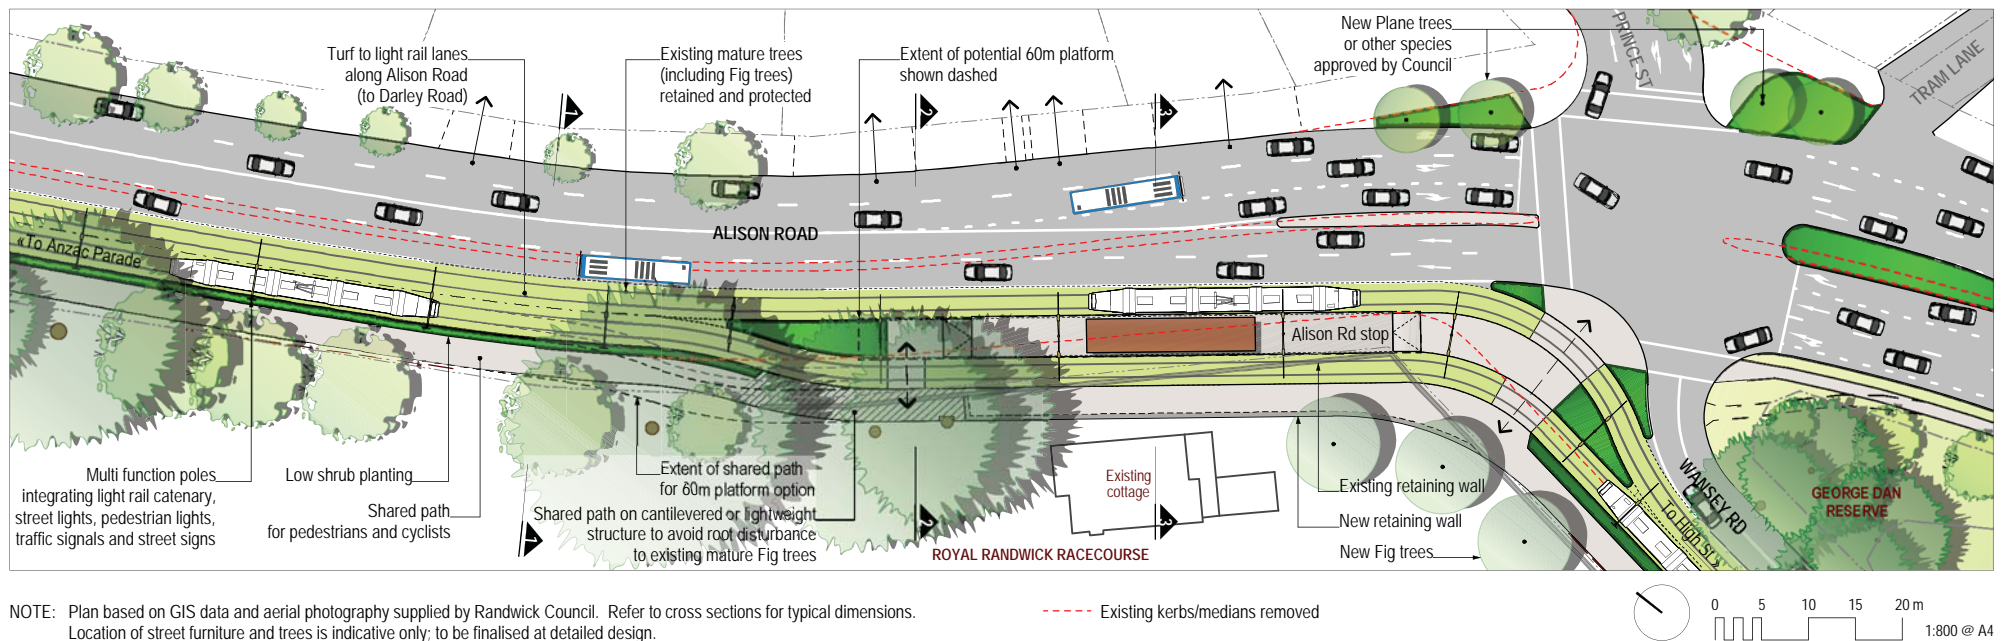 Turf to light rail lanes
along Alison Road
(to Darley Road)
Existing mature trees
(including Fig trees)
retained and protected
Extent of potential 60m platform
shown dashed
New Plane trees
or other species
approved by Council
PRINCE ST
TRAM LANE
1
2
3
ALISON ROAD
«To Anzac Parade
Alison Rd stop
Multi function poles
integrating light rail catenary,
street lights, pedestrian lights,
traffic signals and street signs
Low shrub planting
Shared path
for pedestrians and cyclists
Extent of shared path
for 60m platform option
Shared path on cantilevered or lightweight
structure to avoid root disturbance
to existing mature Fig trees
1
2
3
Existing
cottage
ROYAL RANDWICK RACECOURSE
Existing retaining wall
New retaining wall
New Fig trees
WANSEY RD
To High St »
GEORGE DAN
RESERVE
NOTE: Plan based on GIS data and aerial photography supplied by Randwick Council. Refer to cross sections for typical dimensions.
Location of street furniture and trees is indicative only; to be finalised at detailed design.
Existing kerbs/medians removed
0 5 10 15 20 m
1:800 @ A4